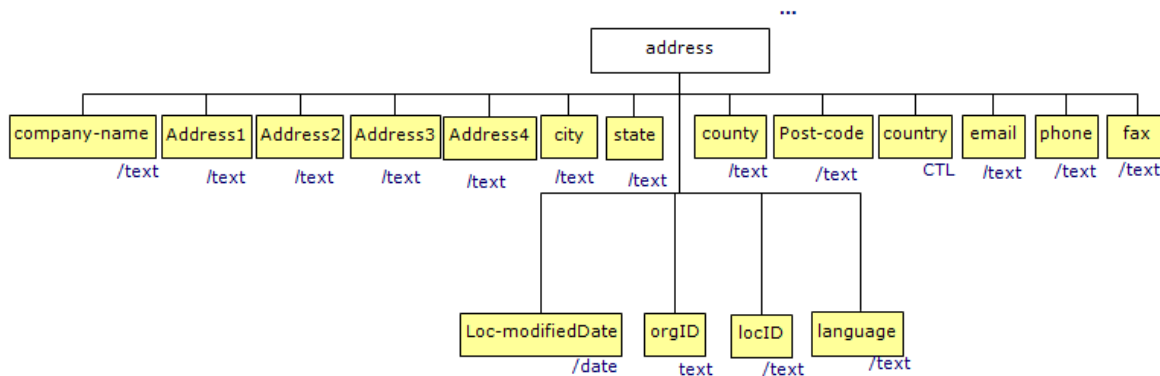 ...
address
company-name Address1 Address2 Address3 Address4 city state county Post-code country email phone fax
/text /text /text /text /text /text /text /text /text CTL /text /text /text
Loc-modifiedDate orgID locID language
/date text /text /text